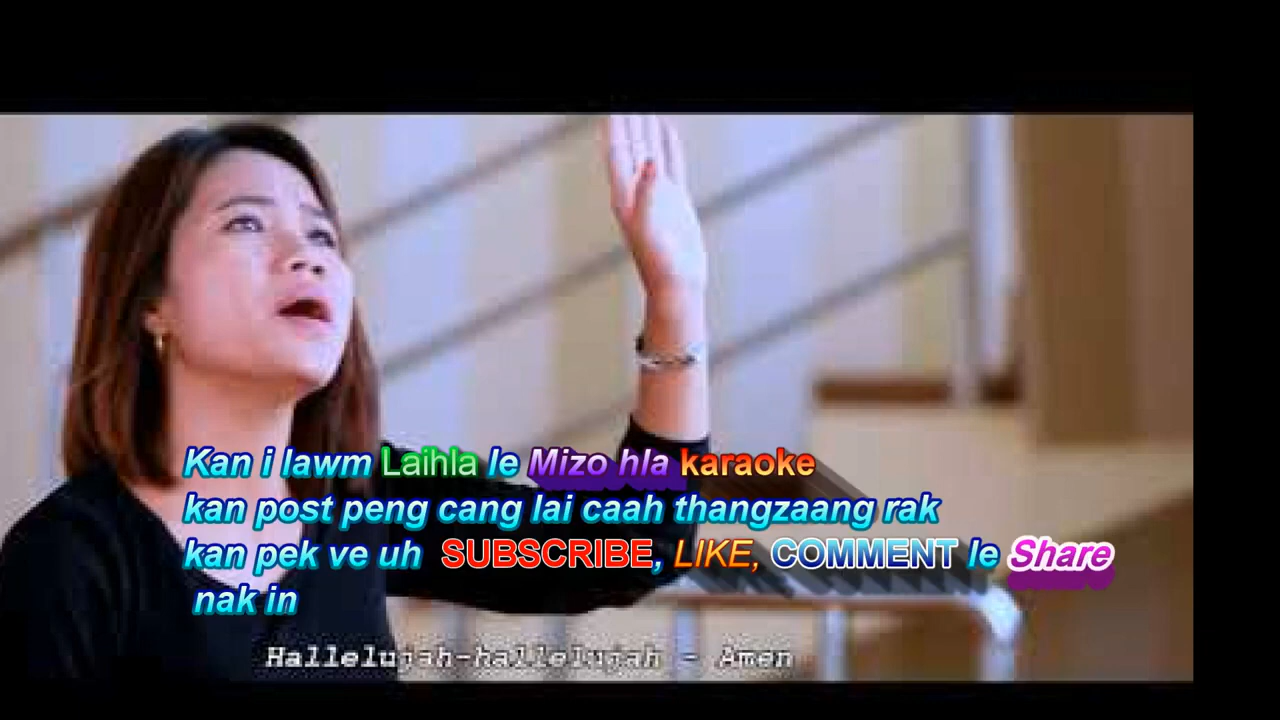 Kan i lawm Laihla le Mizo hla karaoke
kan post peng cang lai caah thangzaang rak
kan pek ve uh SUBSCRIBE, LIKE, COMMENT le Share
nak in
Hallelujah-hallelujah - Amen